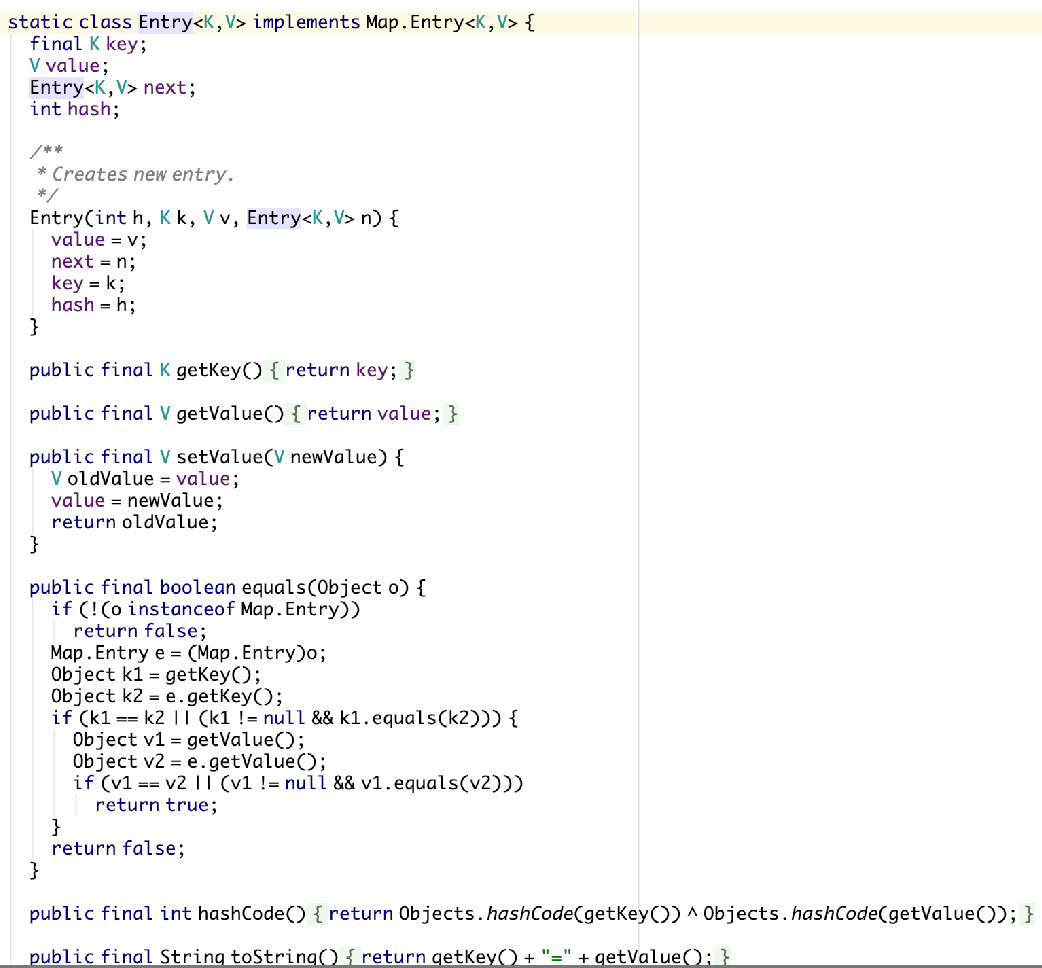 static class Entry<K,V> implements Map.Entry<K,V> {
final K key;
V value;
Entry<K,V> next;
int hash;
/**
* Creates new entry.
*/
Entry(int h, K k, V v, Entry<K,V> n) {
value = v;
next = n;
key = k;
hash = h;
}
public final K getKey() { return key; }
public final V getValue() { return value; }
public final V setValue(V newValue) {
V oldValue = value;
value = newValue;
return oldValue;
}
public final boolean equals(Object o) {
if (!(o instanceof Map.Entry))
return false;
Map.Entry e = (Map.Entry)o;
Object k1 = getKey();
Object k2 = e.getKey();
if (k1 == k2 || (k1 != null && k1.equals(k2))) {
Object v1 = getValue();
Object v2 = e.getValue();
if (v1 == v2 || (v1 != null && v1.equals(v2)))
return true;
}
return false;
}
public final int hashCode() { return Objects.hashCode(getKey()) ^ Objects.hashCode(getValue()); }
public final String toString() { return getKey() + "=" + getValue(); }